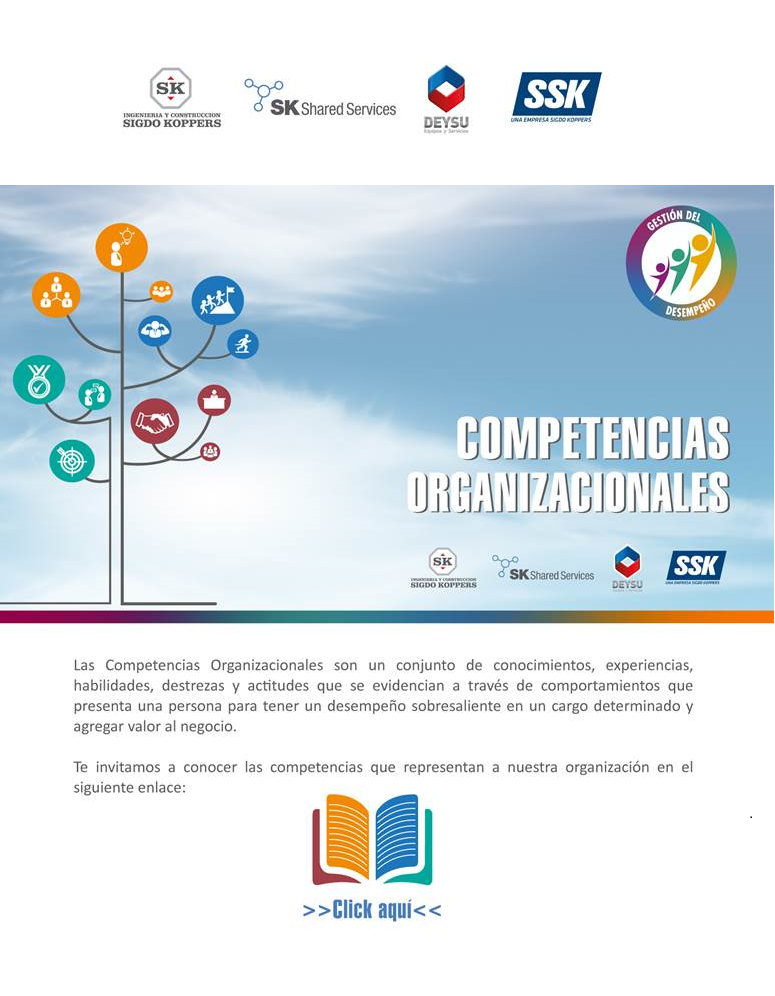 SK
INGENIERIA Y CONSTRUCCION
SIGDO KOPPERS
SK Shared Services
DEYSU
Equipos y Servicios
SSK
UNA EMPRESA SIGDO KOPPERS
GESTIÓN DEL
DESEMPEÑO
COMPETENCIAS
ORGANIZACIONALES
SK
INGENIERIA Y CONSTRUCCION
SIGDO KOPPERS
SK Shared Services
DEYSU
Equipos y Servicios
SSK
UNA EMPRESA SIGDO KOPPERS
Las Competencias Organizacionales son un conjunto de conocimientos, experiencias,
habilidades, destrezas y actitudes que se evidencian a través de comportamientos que
presenta una persona para tener un desempeño sobresaliente en un cargo determinado y
agregar valor al negocio.
Te invitamos a conocer las competencias que representan a nuestra organización en el
siguiente enlace:
.
>>Click aquí<<